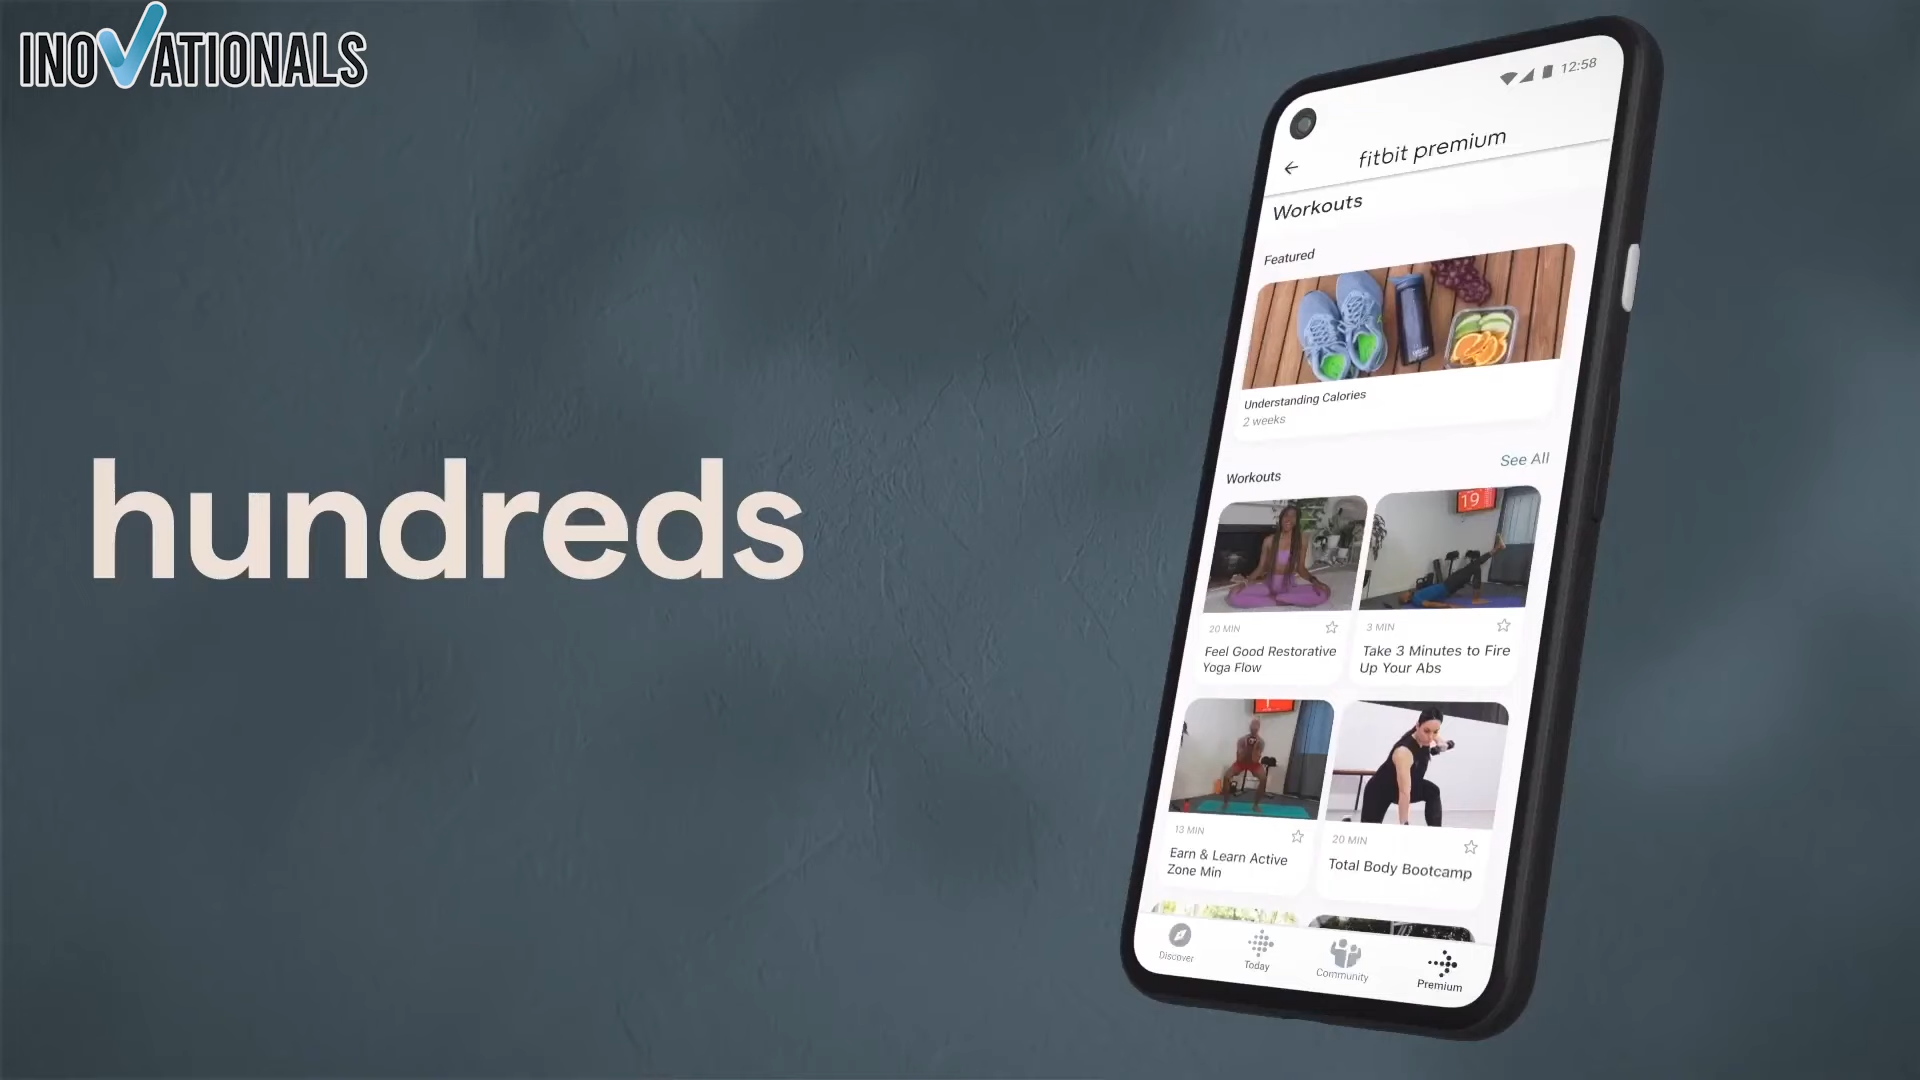 INOVATIONALS
hundreds
12:58
fitbit premium
Workouts
Featured
Understanding Calories
2 weeks
Workouts
See All
19
20 MIN
Feel Good Restorative
Yoga Flow
3 MIN
Take 3 Minutes to Fire
Up Your Abs
13 MIN
Earn & Learn Active
Zone Min
20 MIN
Total Body Bootcamp
Discover
Today
Community
Premium